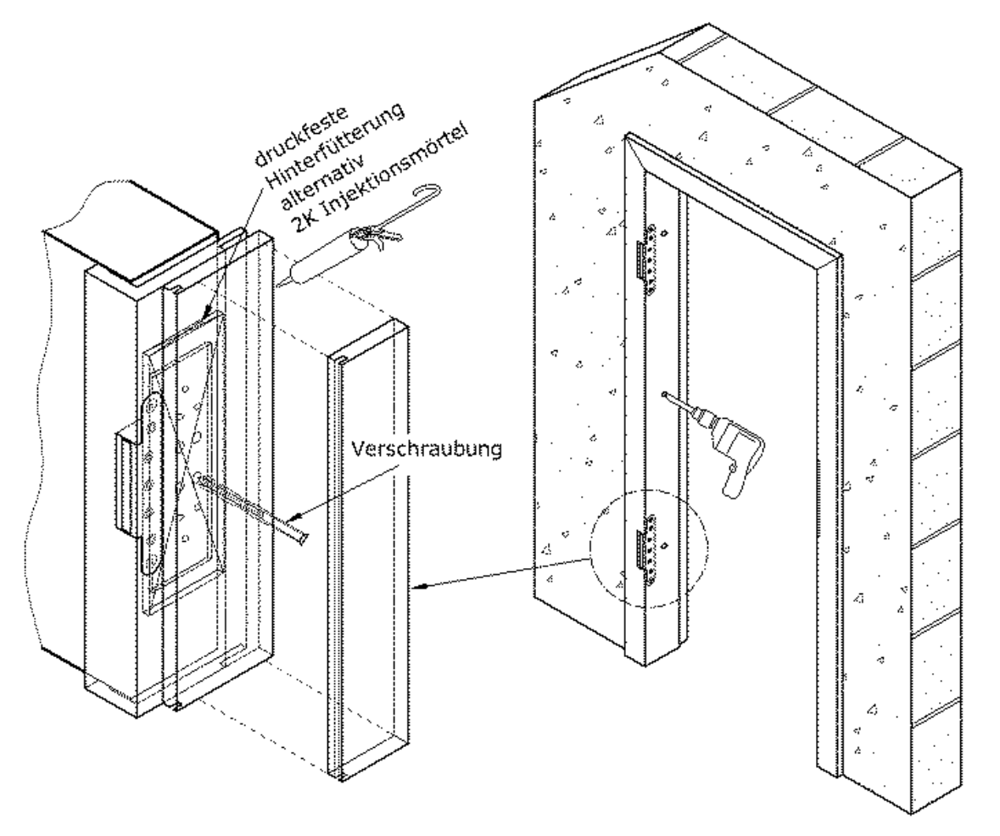 druckfeste
Hinterfütterung
alternativ
2K Injektionsmörtel
Verschraubung